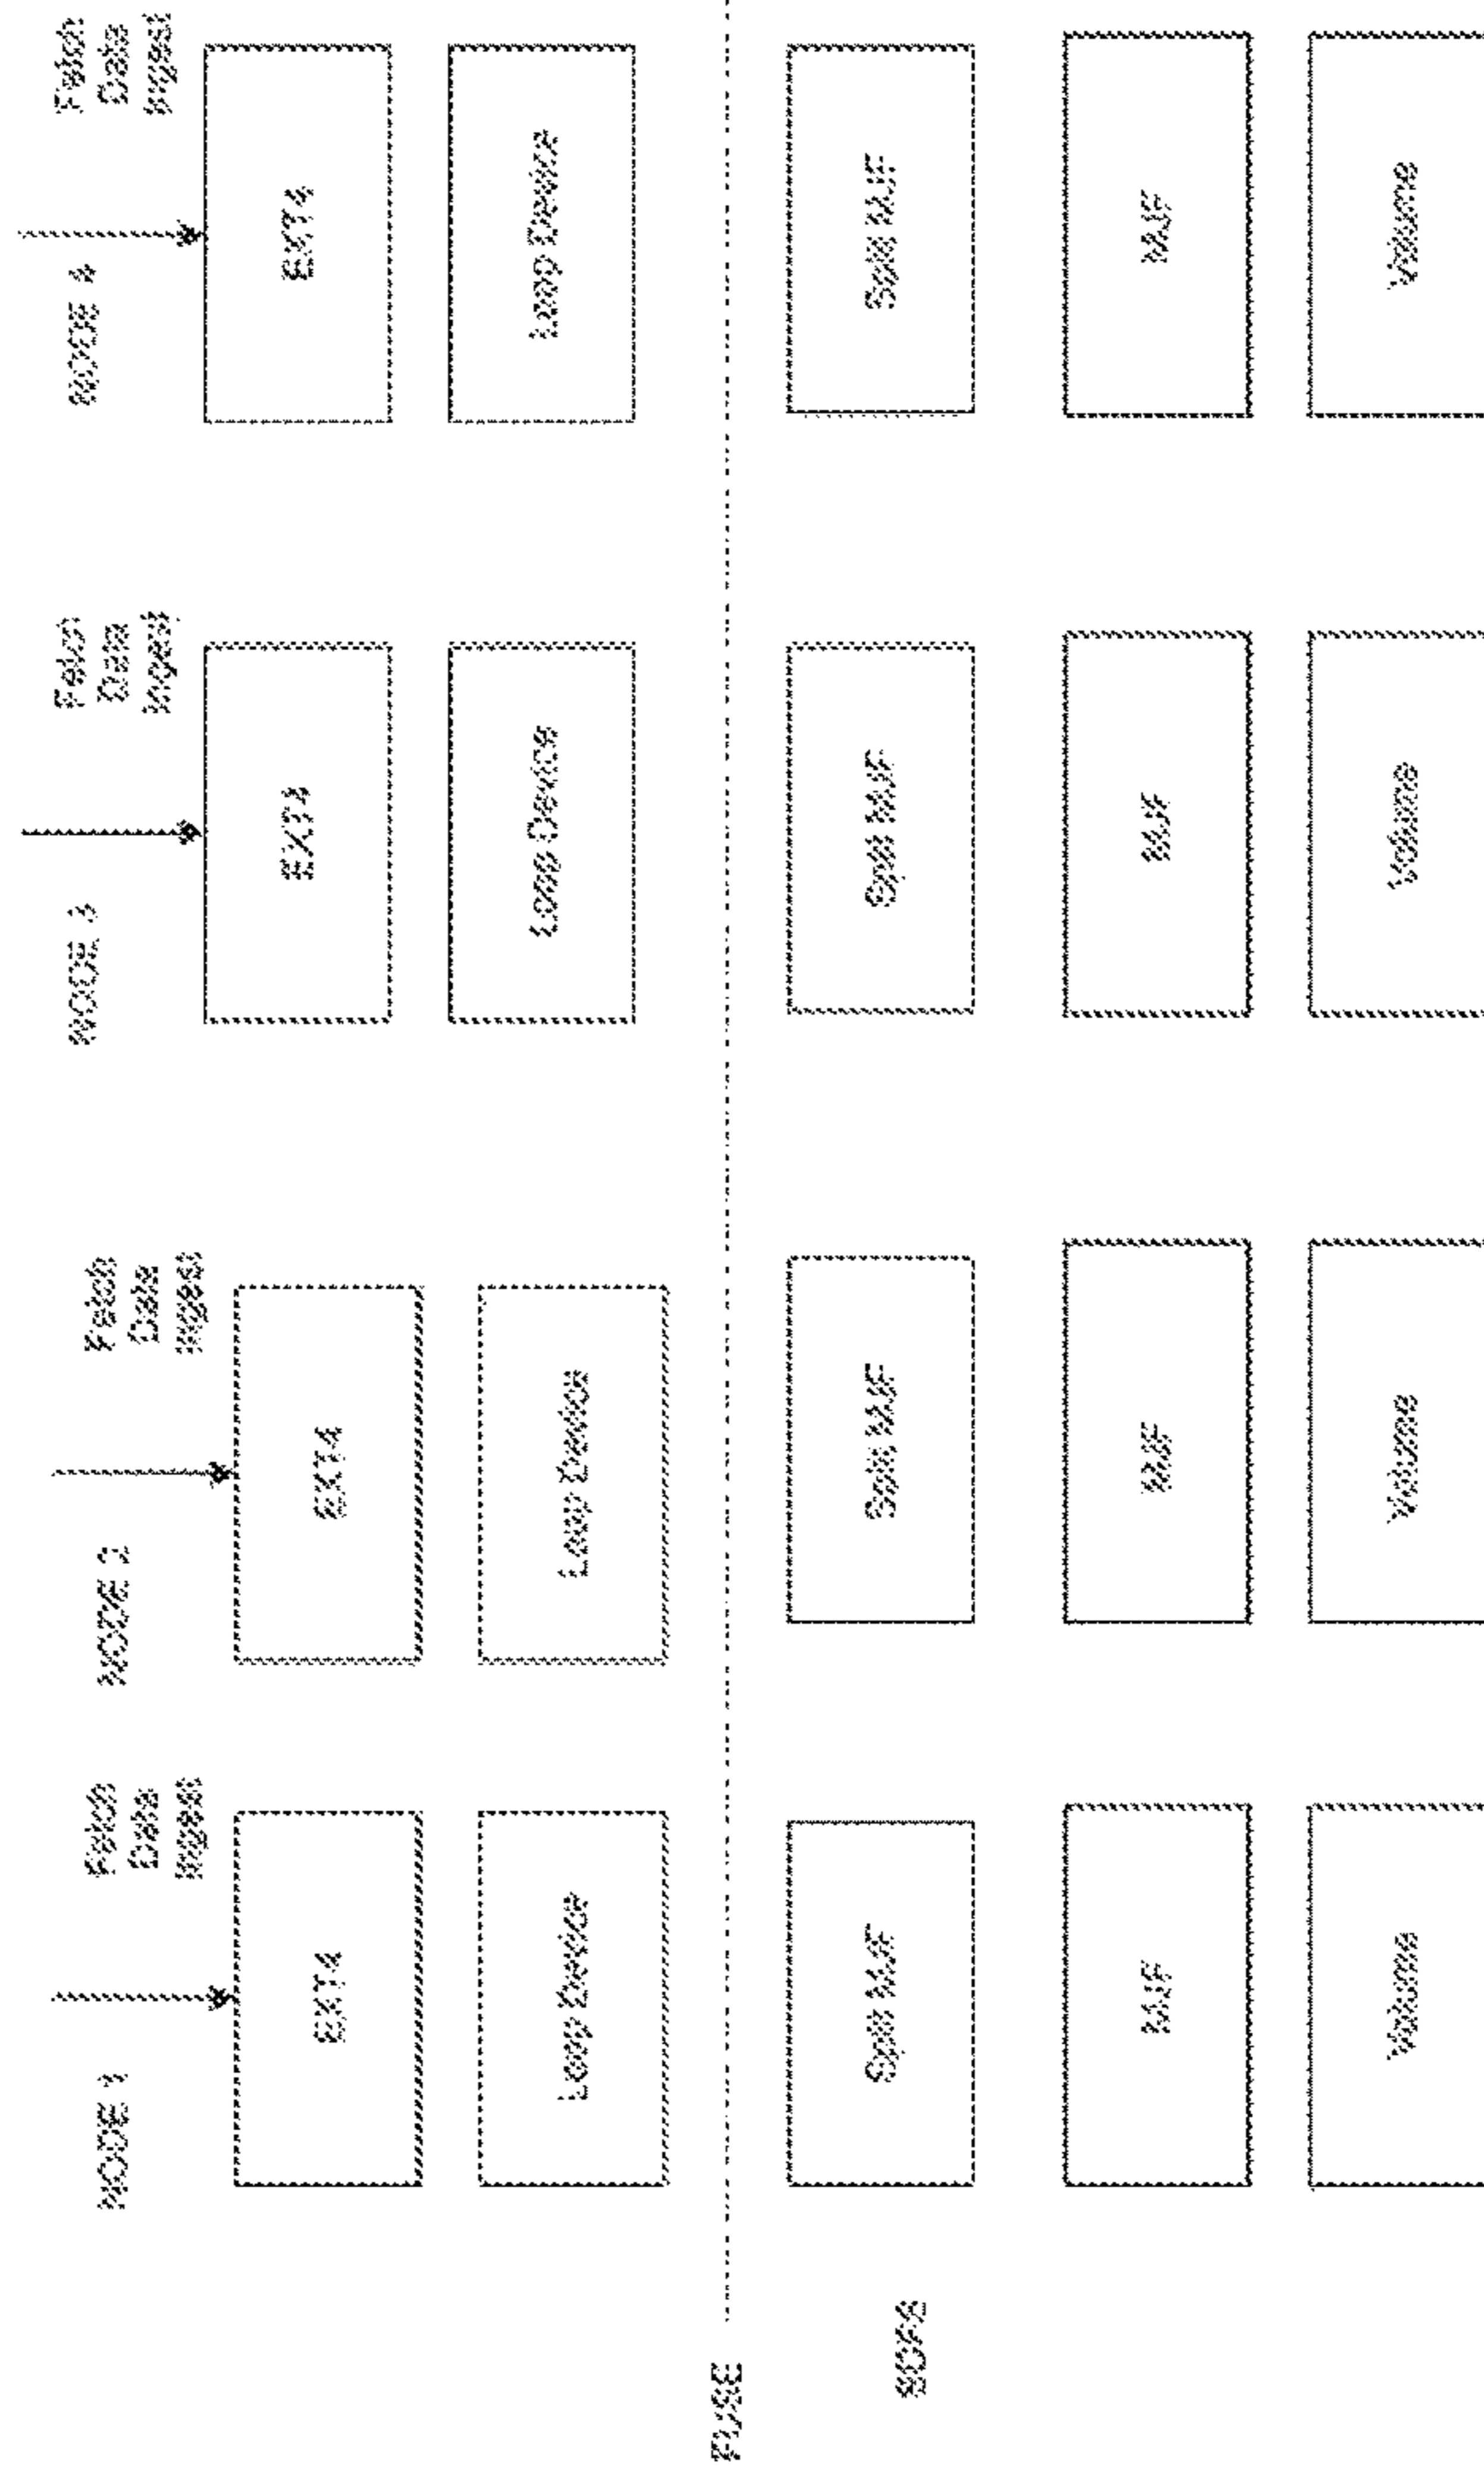 NODE 1
Fetch
Data
Ingest
NODE 2
Fetch
Data
Ingest
NODE 3
Fetch
Data
Ingest
NODE 4
Fetch
Data
Ingest
EXT4
EXT4
EXT4
EXT4
Loop Device
Loop Device
Loop Device
Loop Device
FUSE
Split MJF
Split MJF
Split MJF
Split MJF
MJF
MJF
MJF
MJF
Volume
Volume
Volume
Volume